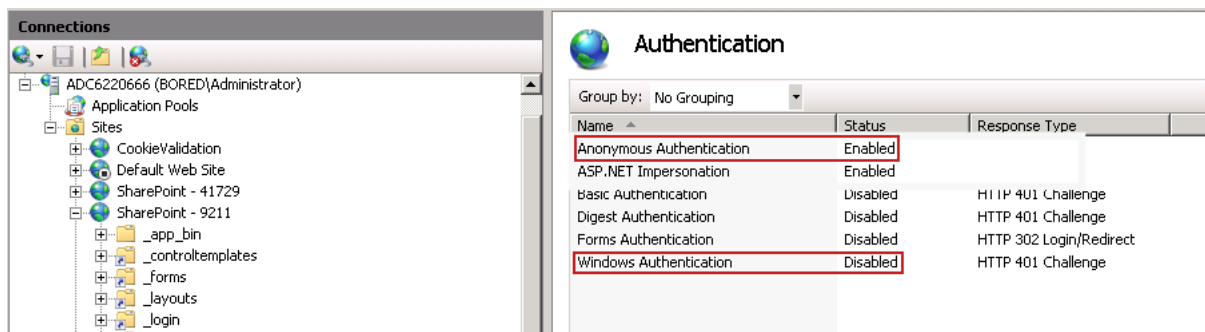 Connections
ADC6220666 (BORED\Administrator)
Application Pools
Sites
CookieValidation
Default Web Site
SharePoint - 41729
SharePoint - 9211
_app_bin
_controltemplates
_forms
_layouts
_login
Authentication
Group by: No Grouping
Name Status Response Type
Anonymous Authentication Enabled
ASP.NET Impersonation Enabled
Basic Authentication Disabled HTTP 401 Challenge
Digest Authentication Disabled HTTP 401 Challenge
Forms Authentication Disabled HTTP 302 Login/Redirect
Windows Authentication Disabled HTTP 401 Challenge